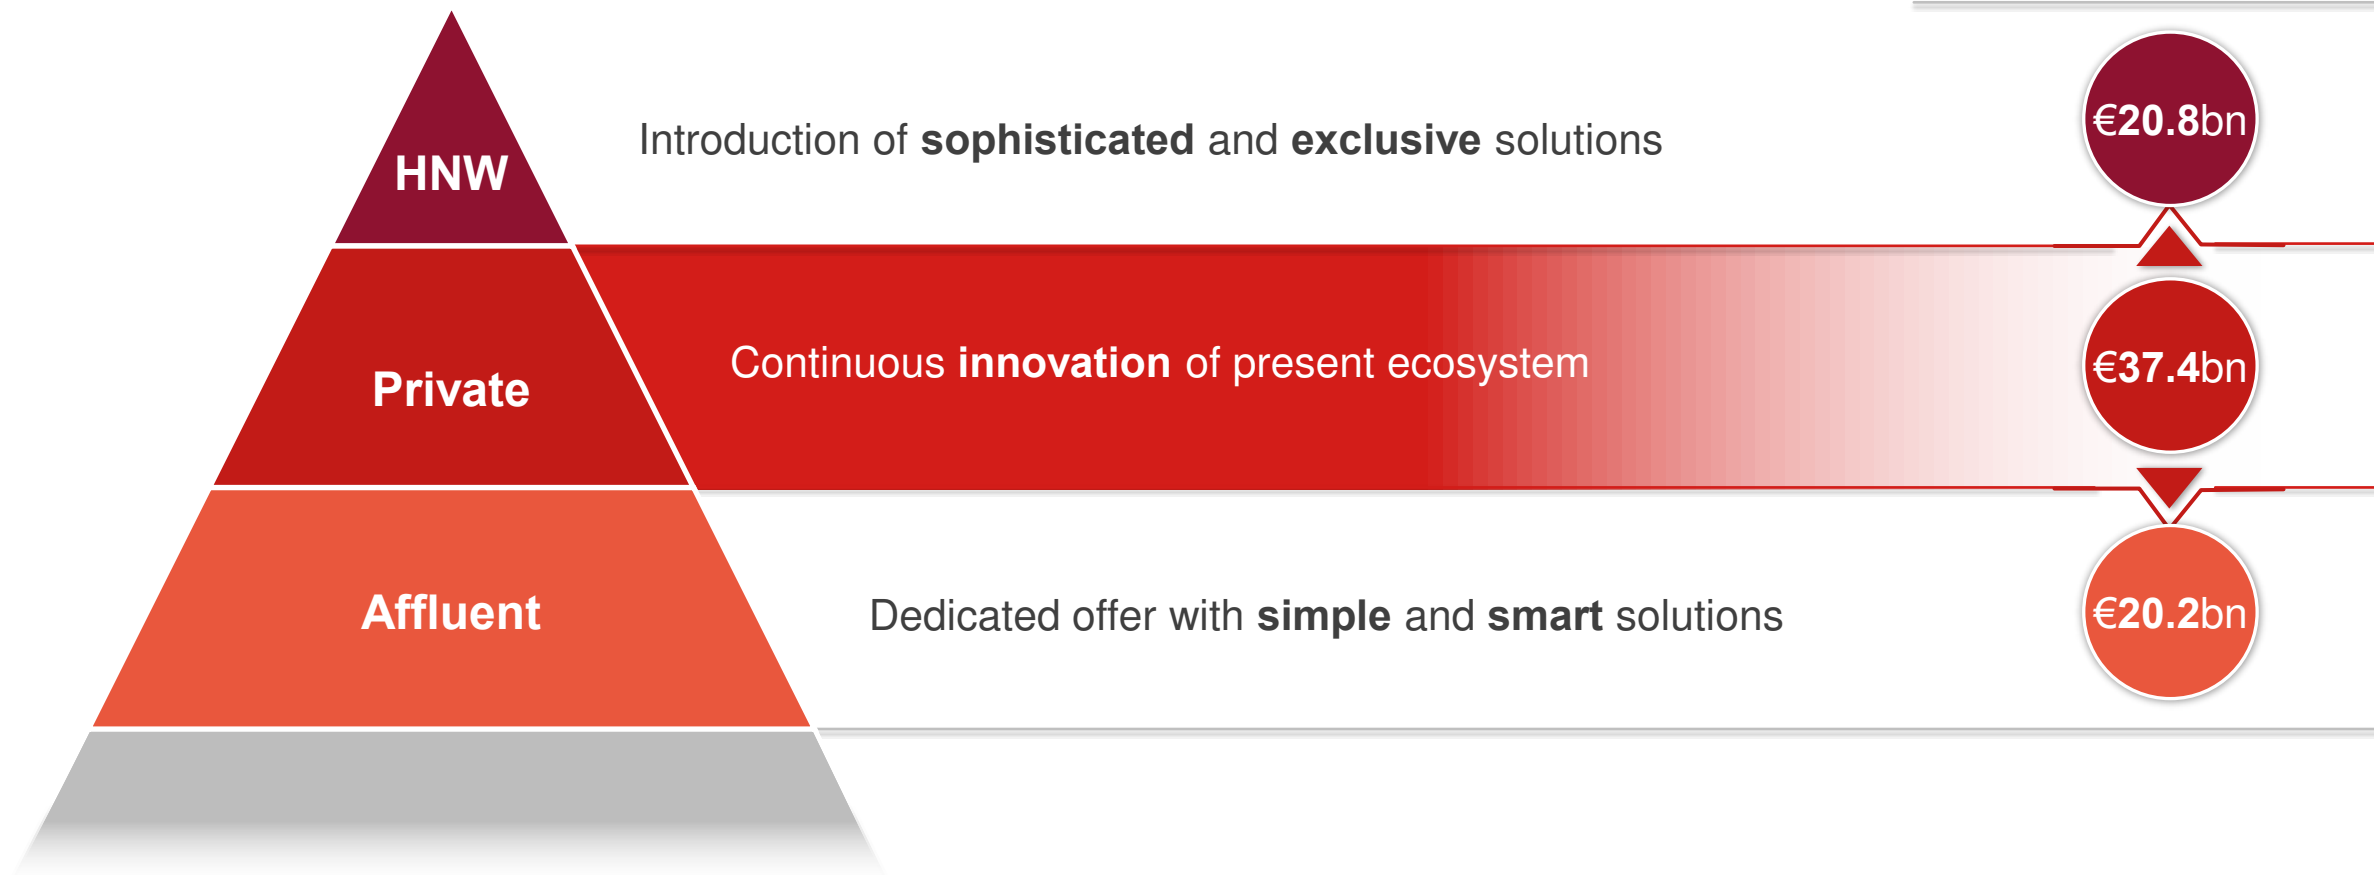 HNW
Introduction of sophisticated and exclusive solutions
€20.8bn
Private
Continuous innovation of present ecosystem
€37.4bn
Affluent
Dedicated offer with simple and smart solutions
€20.2bn